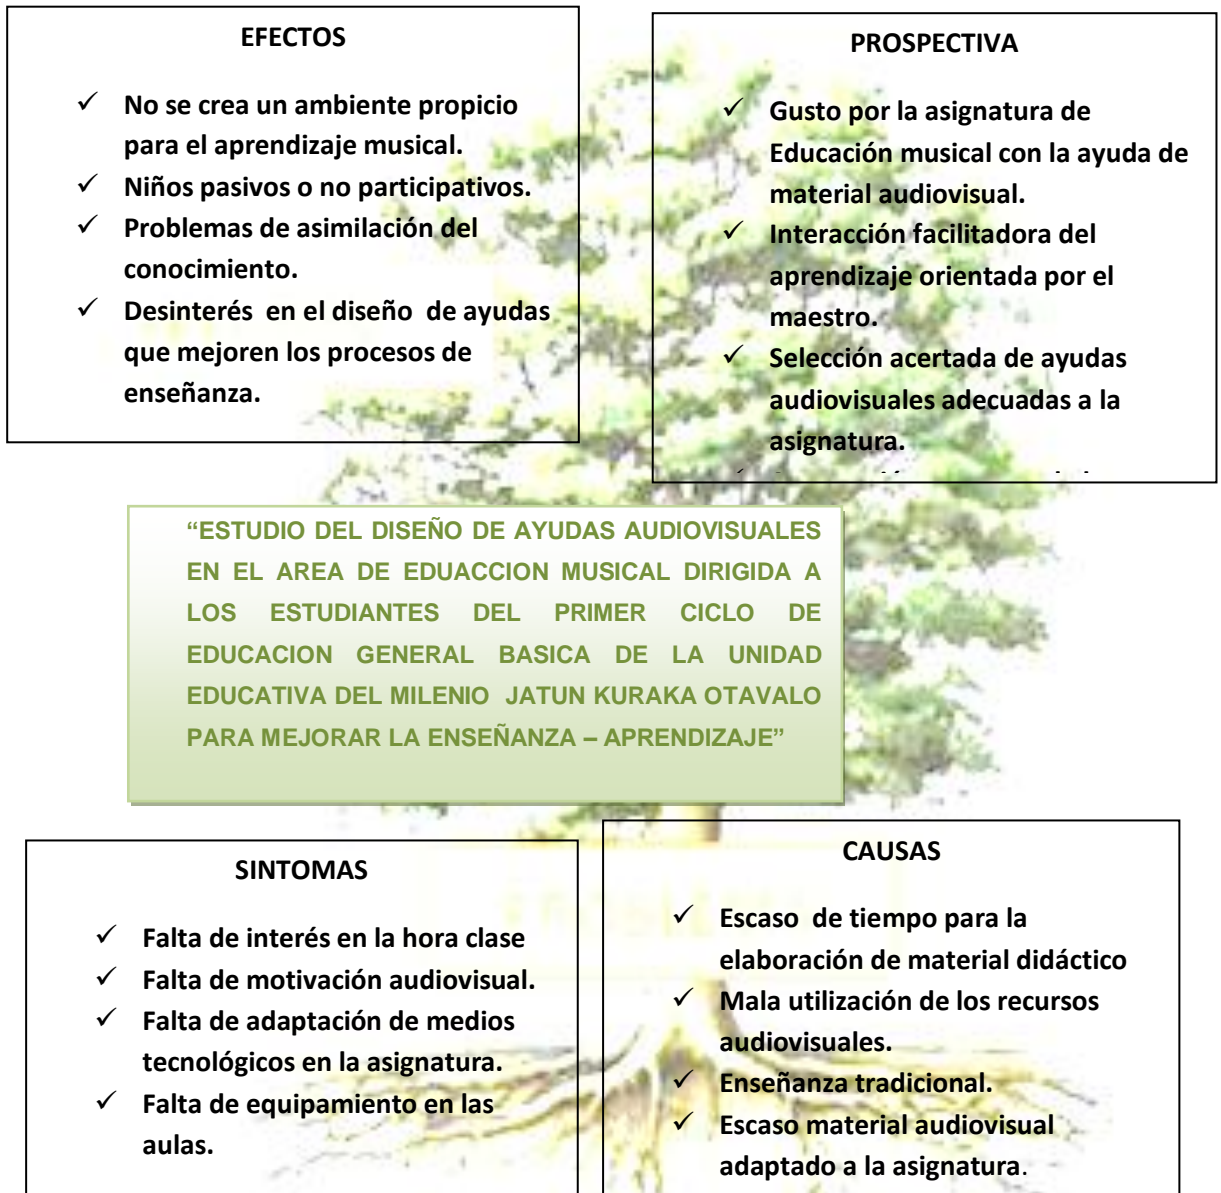 EFECTOS
✓ No se crea un ambiente propicio
para el aprendizaje musical.
✓ Niños pasivos o no participativos.
✓ Problemas de asimilación del
conocimiento.
✓ Desinterés en el diseño de ayudas
que mejoren los procesos de
enseñanza.
PROSPECTIVA
✓ Gusto por la asignatura de
Educación musical con la ayuda de
material audiovisual.
✓ Interacción facilitadora del
aprendizaje orientada por el
maestro.
✓ Selección acertada de ayudas
audiovisuales adecuadas a la
asignatura.
“ESTUDIO DEL DISEÑO DE AYUDAS AUDIOVISUALES
EN EL AREA DE EDUACCION MUSICAL DIRIGIDA A
LOS ESTUDIANTES DEL PRIMER CICLO DE
EDUCACION GENERAL BASICA DE LA UNIDAD
EDUCATIVA DEL MILENIO JATUN KURAKA OTAVALO
PARA MEJORAR LA ENSEÑANZA – APRENDIZAJE”
SINTOMAS
✓ Falta de interés en la hora clase
✓ Falta de motivación audiovisual.
✓ Falta de adaptación de medios
tecnológicos en la asignatura.
✓ Falta de equipamiento en las
aulas.
CAUSAS
✓ Escaso de tiempo para la
elaboración de material didáctico
✓ Mala utilización de los recursos
audiovisuales.
✓ Enseñanza tradicional.
✓ Escaso material audiovisual
adaptado a la asignatura.